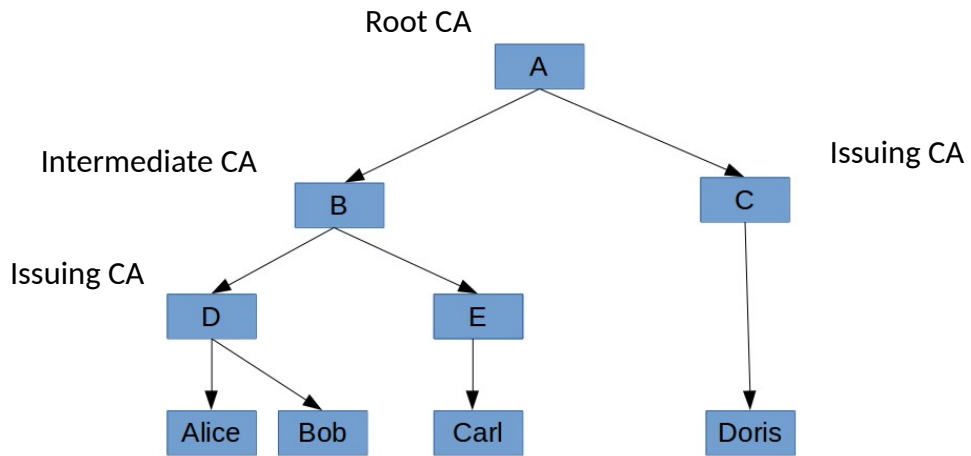 Root CA
A
Intermediate CA
Issuing CA
B
C
Issuing CA
D
E
Alice
Bob
Carl
Doris